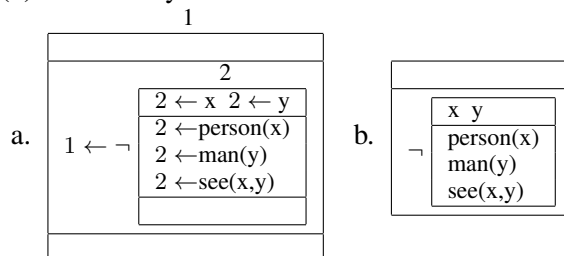 1
2
a. 1 ← ¬
2 ← x 2 ← y
2 ←person(x)
2 ←man(y)
2 ←see(x,y)
b. ¬
x y
person(x)
man(y)
see(x,y)